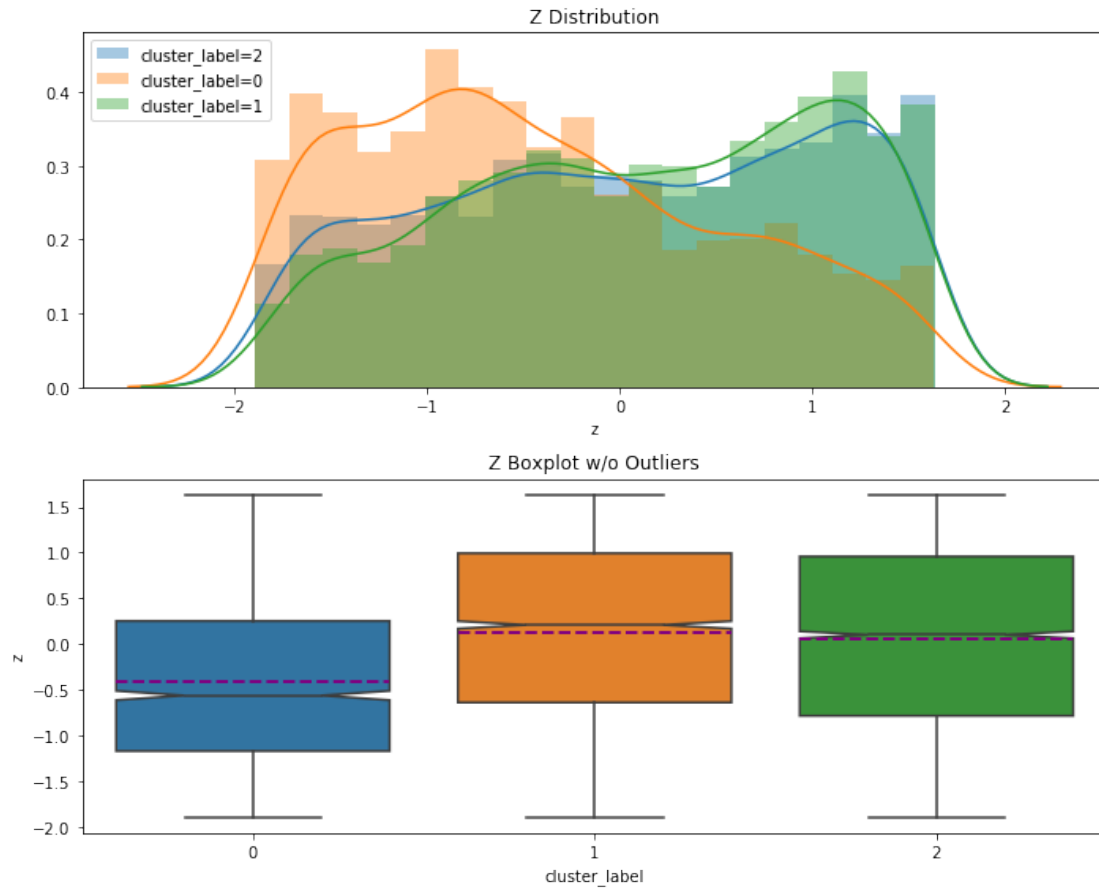 Z Distribution
cluster_label=2
cluster_label=0
cluster_label=1
0.4
0.3
0.2
0.1
0.0
−2 −1 0 1 2
z
Z Boxplot w/o Outliers
1.5
1.0
0.5
0.0
−0.5
−1.0
−1.5
−2.0
z
0 1 2
cluster_label